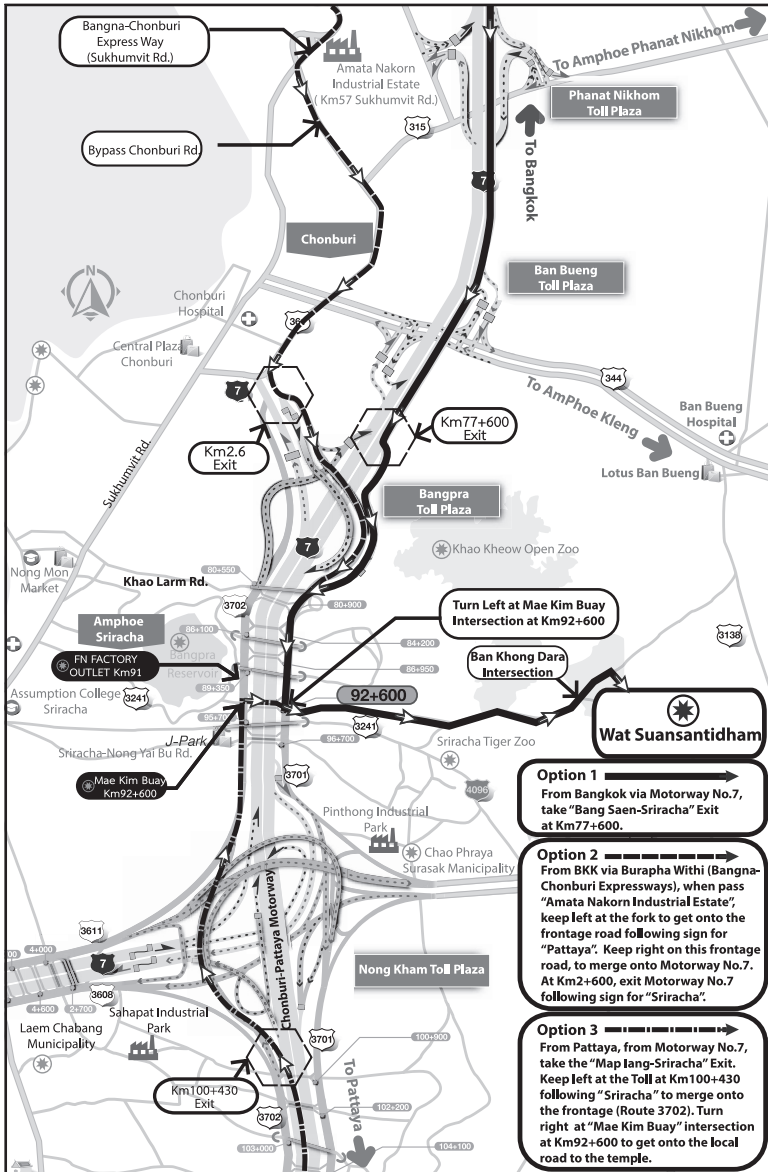 Bangna-Chonburi
Express Way
(Sukhumvit Rd.)
Amata Nakorn
Industrial Estate
(Km57 Sukhumvit Rd.)
To Amphoe Phanat Nikhom
Phanat Nikhom
Toll Plaza
315
Bypass Chonburi Rd.
To Bangkok
7
Chonburi
Ban Bueng
Toll Plaza
N
Chonburi
Hospital
36
Central Plaza
Chonburi
7
344
To AmPhoe Kleng
Ban Bueng
Hospital
Km77+600
Exit
Km2.6
Exit
Lotus Ban Bueng
Sukhumvit Rd.
Bangpra
Toll Plaza
7
Khao Kheow Open Zoo
Nong Mon
Market
80+550
Khao Larm Rd.
3702
80+900
Turn Left at Mae Kim Buay
Intersection at Km92+600
Amphoe
Sriracha
86+100
84+200
3138
Bangpra
Reservoir
FN FACTORY
OUTLET Km91
86+950
Ban Khong Dara
Intersection
89+350
92+600
Assumption College
Sriracha
3241
95+700
3241
Wat Suansantidham
J-Park
96+700
Sriracha-Nong Yai Bu Rd.
Sriracha Tiger Zoo
3701
Mae Kim Buay
Km92+600
4096
Option 1
From Bangkok via Motorway No.7,
take "Bang Saen-Sriracha" Exit
at Km77+600.
Pinthong Industrial
Park
Chao Phraya
Surasak Manicipality
Option 2
From BKK via Burapha Withi (Bangna-
Chonburi Expressways), when pass
"Amata Nakorn Industrial Estate",
keep left at the fork to get onto the
frontage road following sign for
"Pattaya". Keep right on this frontage
road, to merge onto Motorway No.7.
At Km2+600, exit Motorway No.7
following sign for "Sriracha".
3611
4+000
7
Chonburi-Pattaya Motorway
Nong Kham Toll Plaza
3608
4+600
2+700
Sahapat Industrial
Park
Laem Chabang
Municipality
3701
100+900
Option 3
From Pattaya, from Motorway No.7,
take the "Map Iang-Sriracha" Exit.
Keep left at the Toll at Km100+430
following "Sriracha" to merge onto
the frontage (Route 3702). Turn
right at "Mae Kim Buay" intersection
at Km92+600 to get onto the local
road to the temple.
Km100+430
Exit
To Pattaya
3702
102+200
103+000
104+100